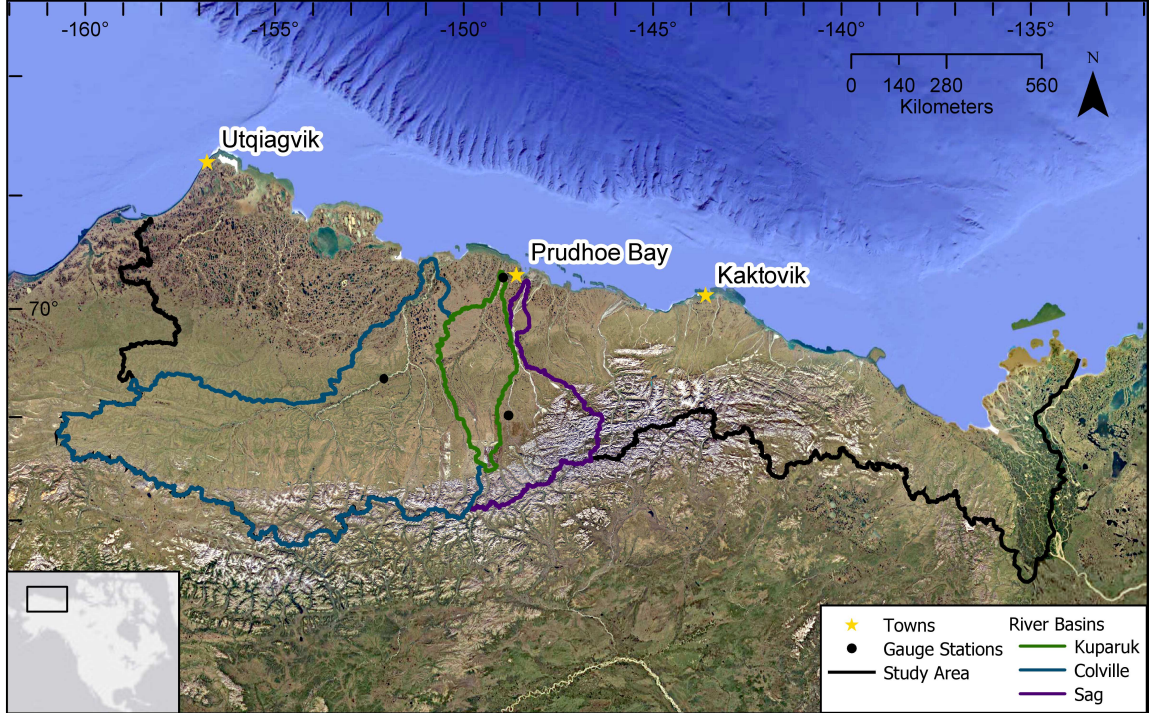 -160° -155° -150° -145° -140° -135°
N
0 140 280 560
Kilometers
Utqiagvik
Prudhoe Bay
Kaktovik
70°
Towns
Gauge Stations
Study Area
River Basins
Kuparuk
Colville
Sag